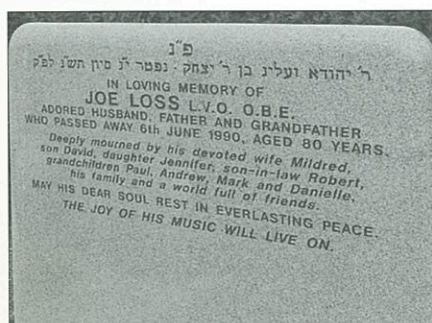 פ״נ
ר׳ יהודא ועליג בן ר׳ יצחק · נפטר י״ג סיון תש״נ לפ״ק
IN LOVING MEMORY OF
JOE LOSS L.V.O. O.B.E.
ADORED HUSBAND, FATHER AND GRANDFATHER
WHO PASSED AWAY 6th JUNE 1990, AGED 80 YEARS.
Deeply mourned by his devoted wife Mildred,
son David, daughter Jennifer, son-in-law Robert,
grandchildren Paul, Andrew, Mark and Danielle,
his family and a world full of friends.
MAY HIS DEAR SOUL REST IN EVERLASTING PEACE.
THE JOY OF HIS MUSIC WILL LIVE ON.